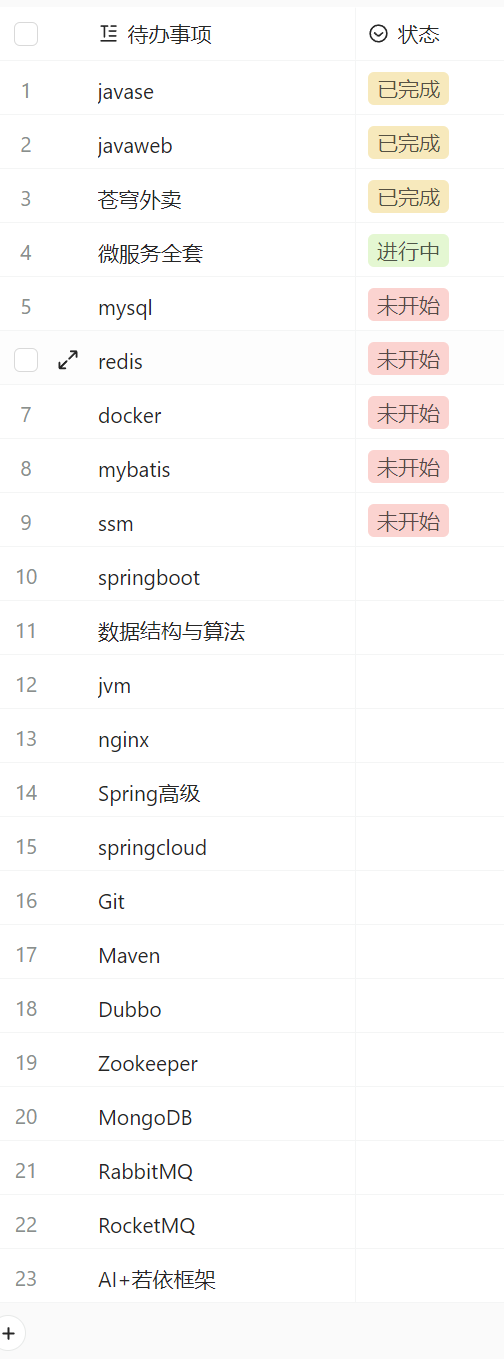 待办事项 状态
1 javase 已完成
2 javaweb 已完成
3 苍穹外卖 已完成
4 微服务全套 进行中
5 mysql 未开始
redis 未开始
7 docker 未开始
8 mybatis 未开始
9 ssm 未开始
10 springboot
11 数据结构与算法
12 jvm
13 nginx
14 Spring高级
15 springcloud
16 Git
17 Maven
18 Dubbo
19 Zookeeper
20 MongoDB
21 RabbitMQ
22 RocketMQ
23 AI+若依框架